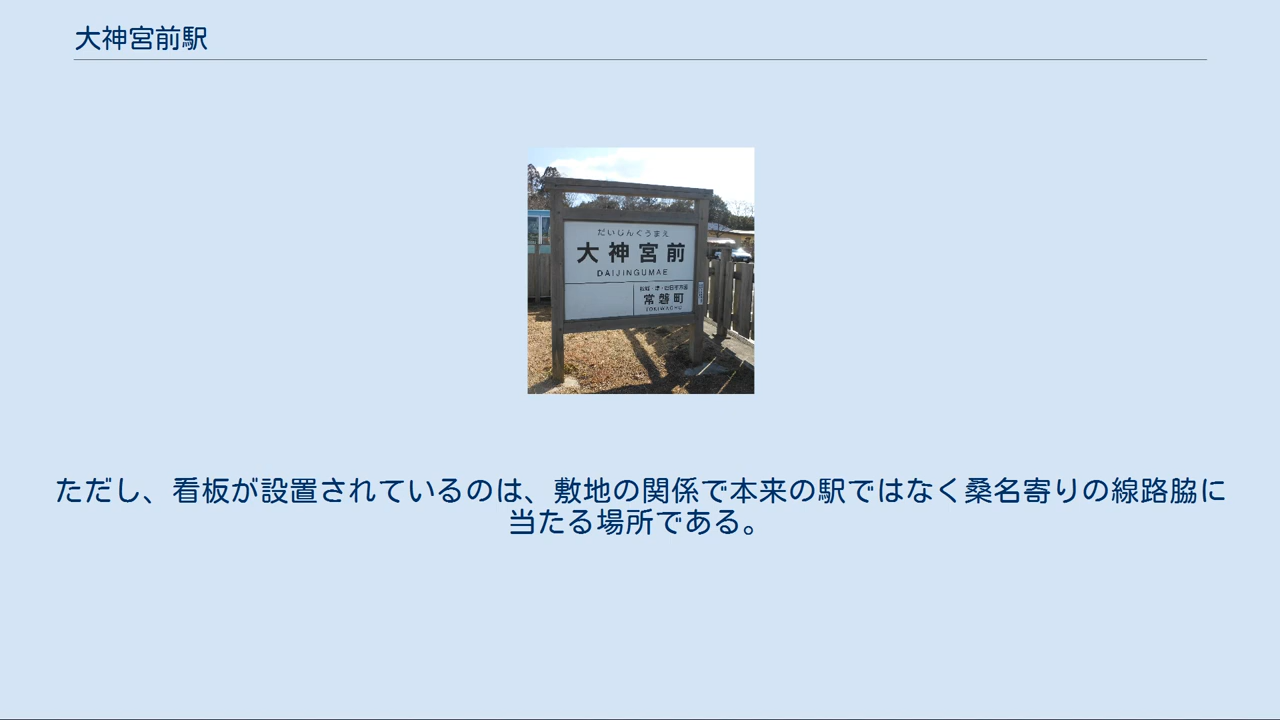 大神宮前駅
だいじんぐうまえ
大神宮前
DAIJINGUMAE
常磐町
ただし、看板が設置されているのは、敷地の関係で本来の駅ではなく桑名寄りの線路脇に
当たる場所である。